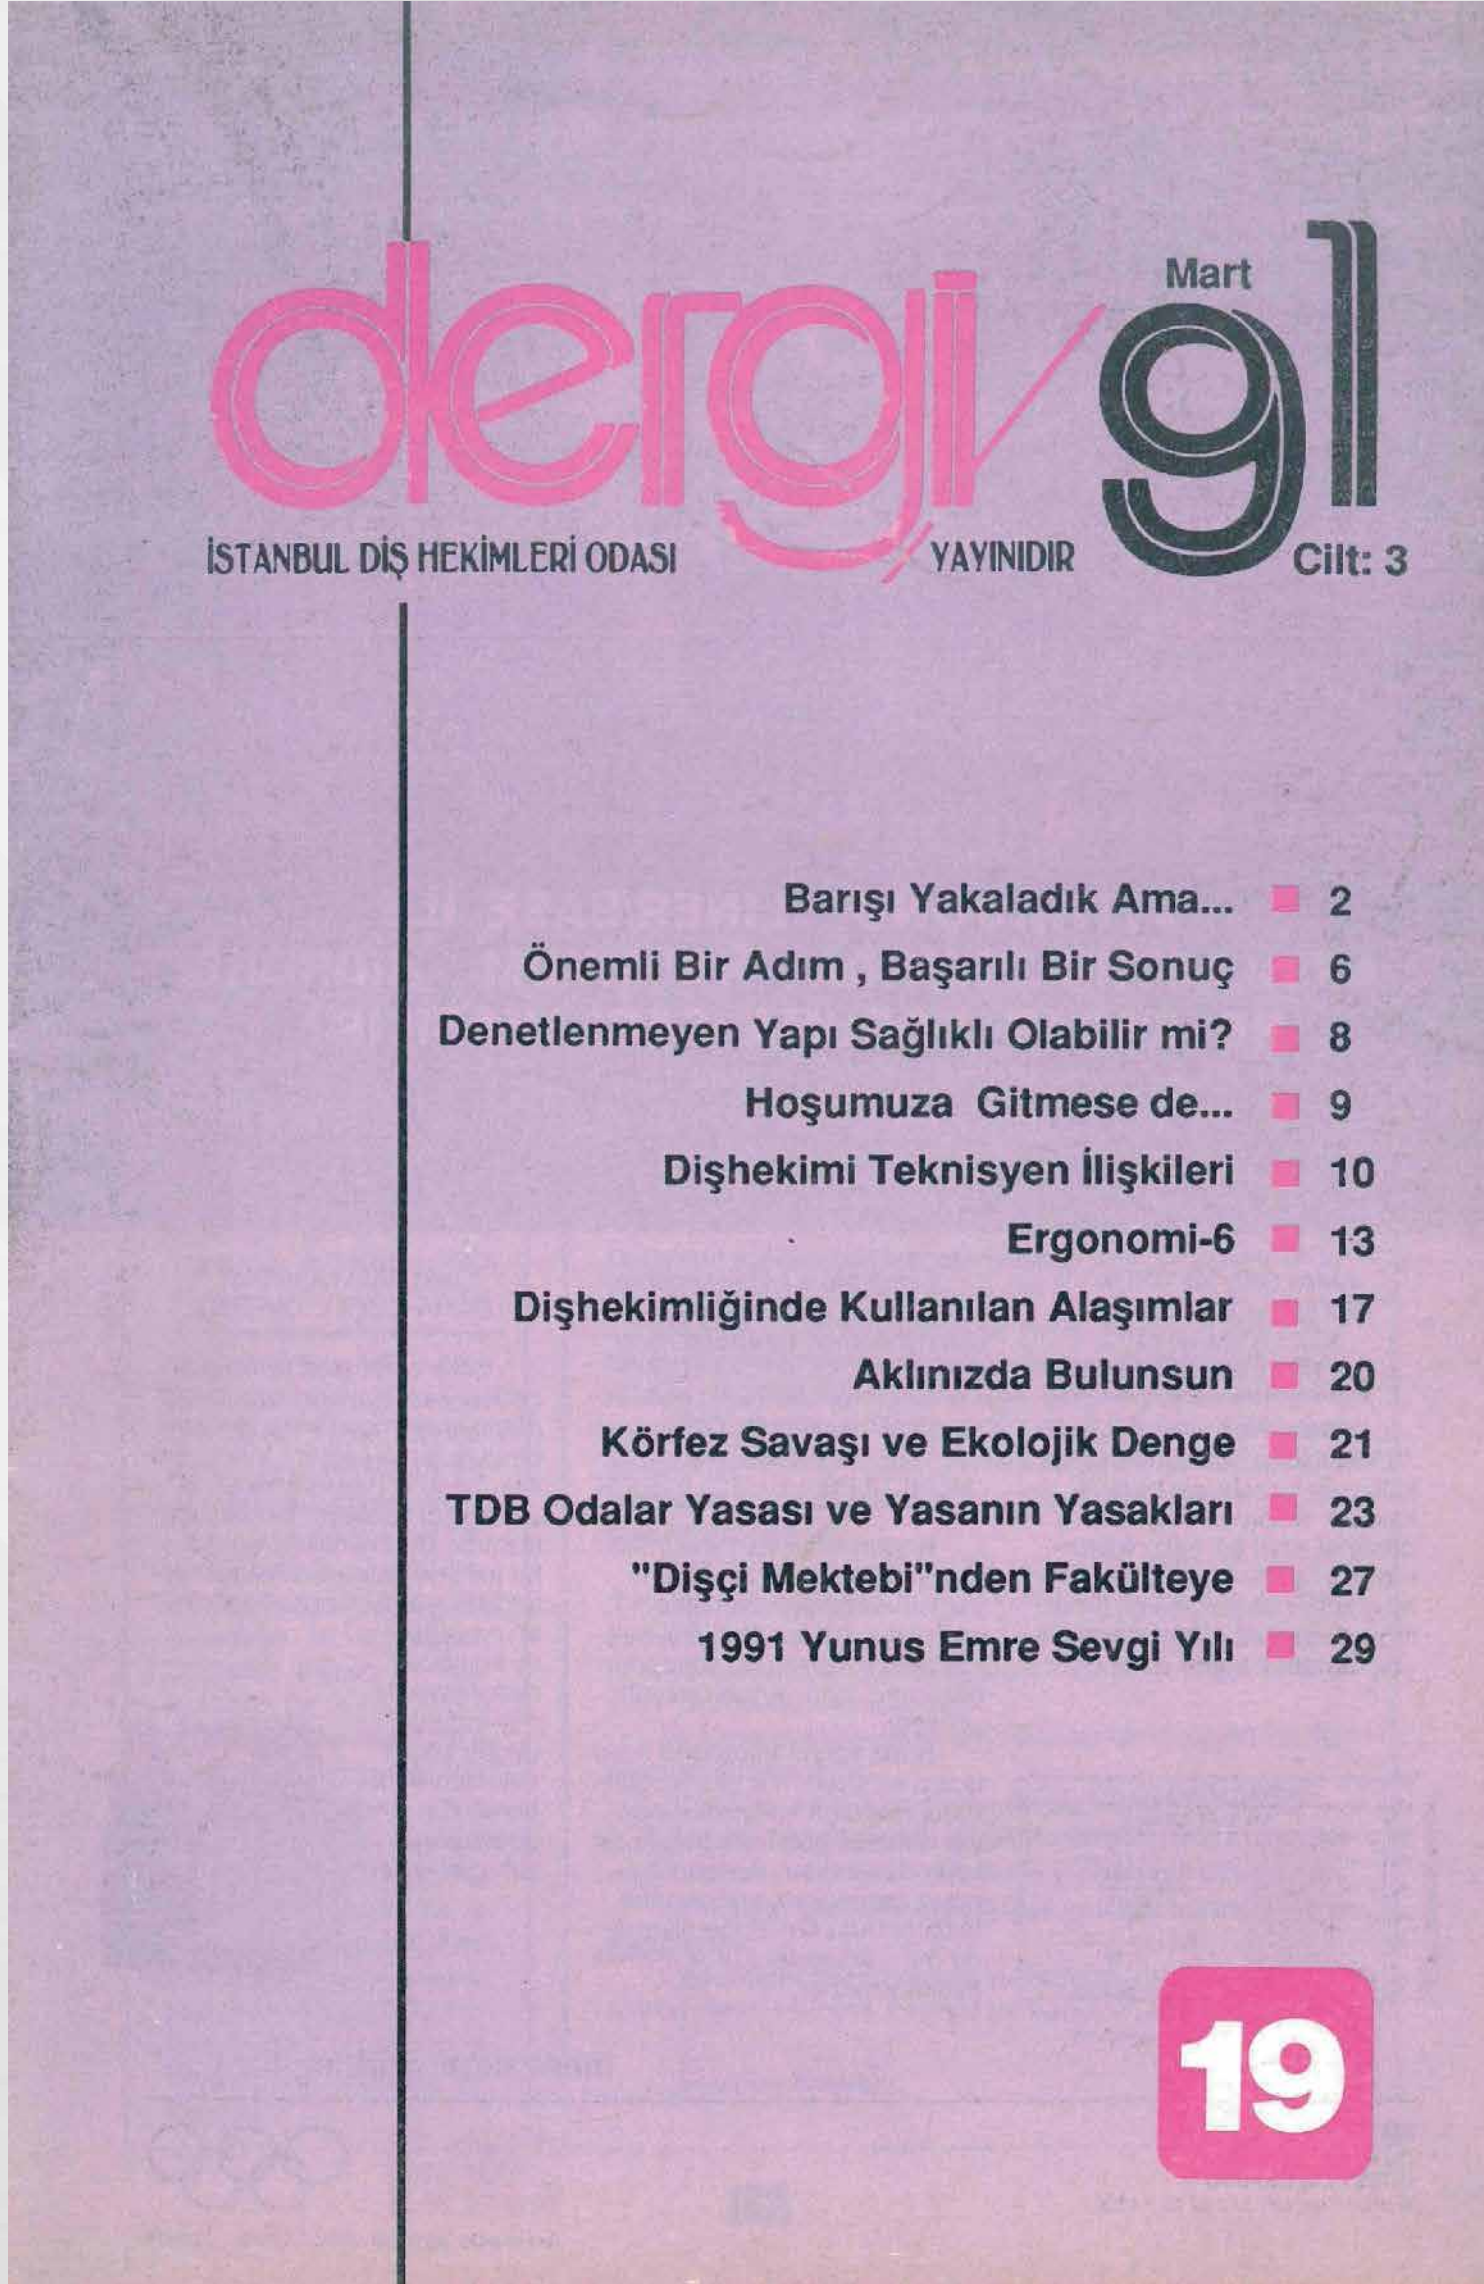 Mart
dergi/91
İSTANBUL DİŞ HEKİMLERİ ODASI YAYINIDIR
Cilt: 3
Barışı Yakaladık Ama... 2
Önemli Bir Adım , Başarılı Bir Sonuç 6
Denetlenmeyen Yapı Sağlıklı Olabilir mi? 8
Hoşumuza Gitmese de... 9
Dişhekimi Teknisyen İlişkileri 10
Ergonomi-6 13
Dişhekimliğinde Kullanılan Alaşımlar 17
Aklınızda Bulunsun 20
Körfez Savaşı ve Ekolojik Denge 21
TDB Odalar Yasası ve Yasanın Yasakları 23
"Dişçi Mektebi"nden Fakülteye 27
1991 Yunus Emre Sevgi Yılı 29
19